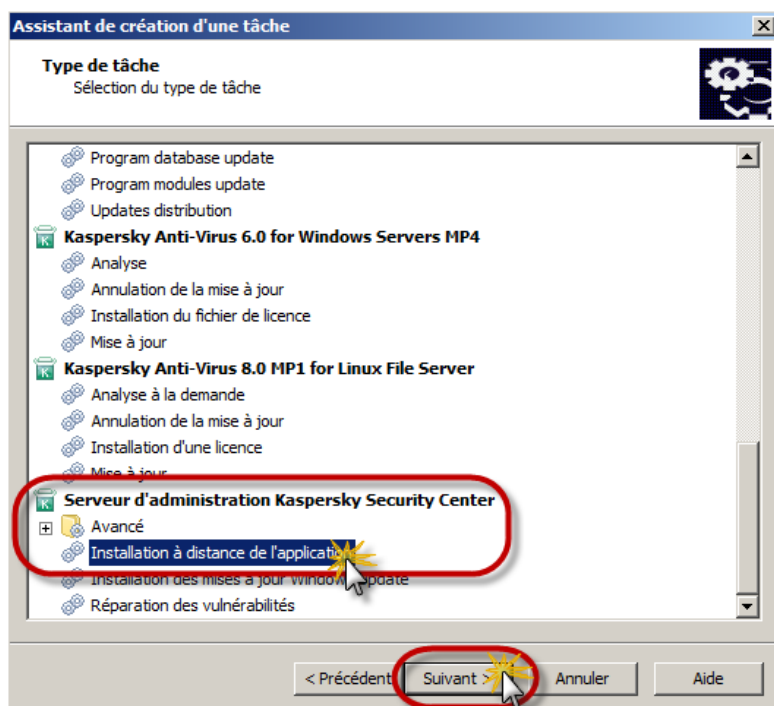 Assistant de création d'une tâche
Type de tâche
Sélection du type de tâche
Program database update
Program modules update
Updates distribution
Kaspersky Anti-Virus 6.0 for Windows Servers MP4
Analyse
Annulation de la mise à jour
Installation du fichier de licence
Mise à jour
Kaspersky Anti-Virus 8.0 MP1 for Linux File Server
Analyse à la demande
Annulation de la mise à jour
Installation d'une licence
Mise à jour
Serveur d'administration Kaspersky Security Center
Avancé
Installation à distance de l'application
Installation des mises à jour Windows Update
Réparation des vulnérabilités
< Précédent Suivant > Annuler Aide